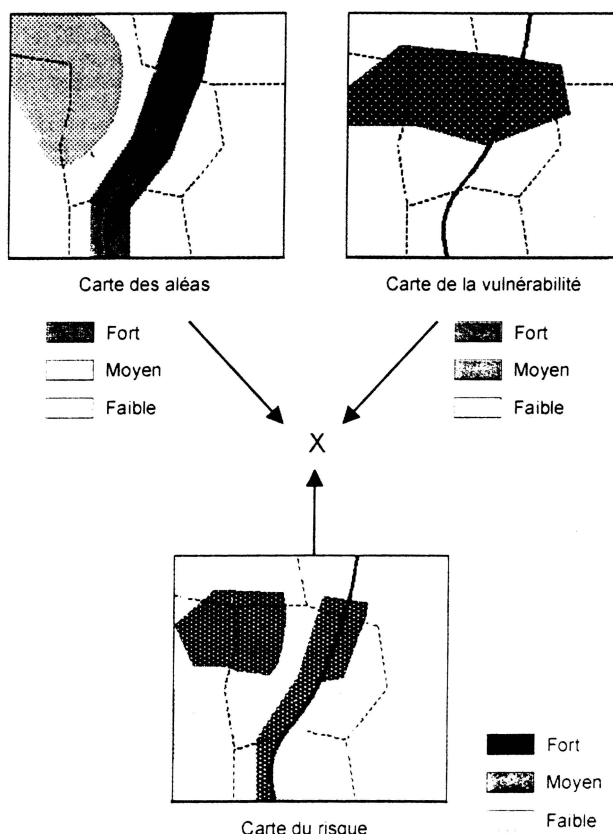 Carte des aléas
Carte de la vulnérabilité
Fort
Moyen
Faible
Fort
Moyen
Faible
X
Carte du risque
Fort
Moyen
Faible